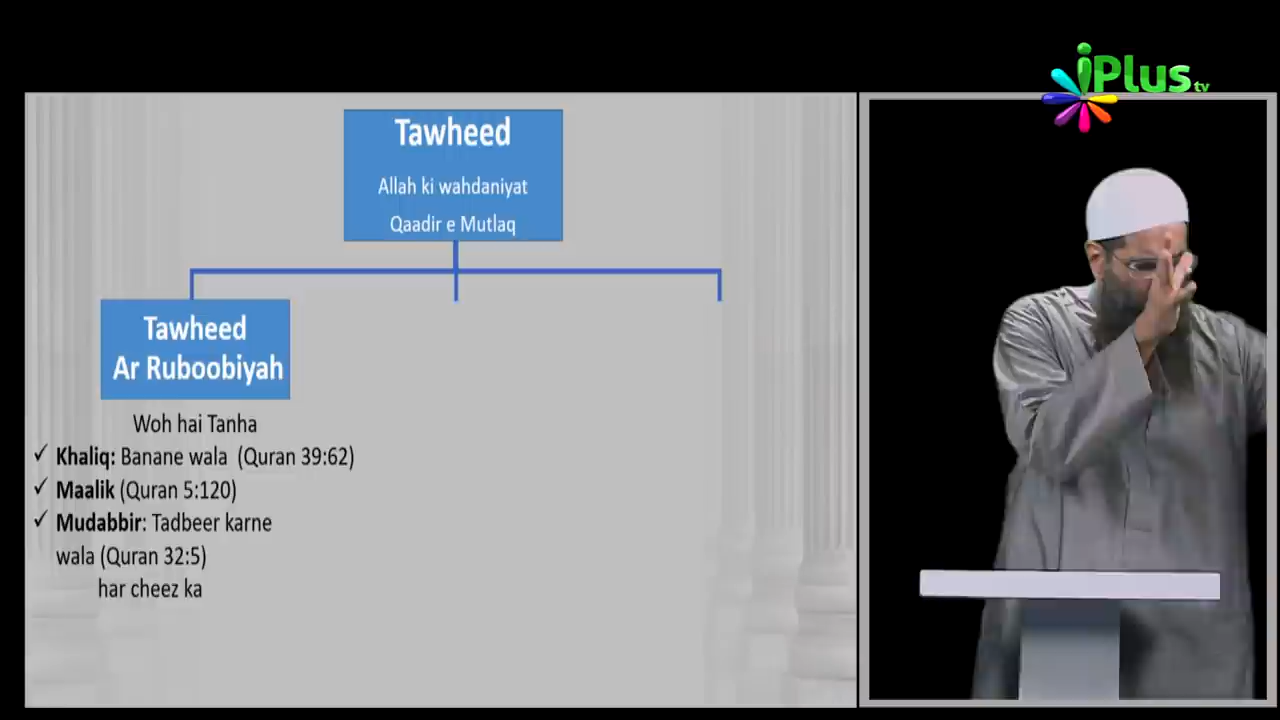 iPlus tv
Tawheed
Allah ki wahdaniyat
Qaadir e Mutlaq
Tawheed
Ar Ruboobiyah
Woh hai Tanha
✓ Khaliq: Banane wala (Quran 39:62)
✓ Maalik (Quran 5:120)
✓ Mudabbir: Tadbeer karne
wala (Quran 32:5)
har cheez ka